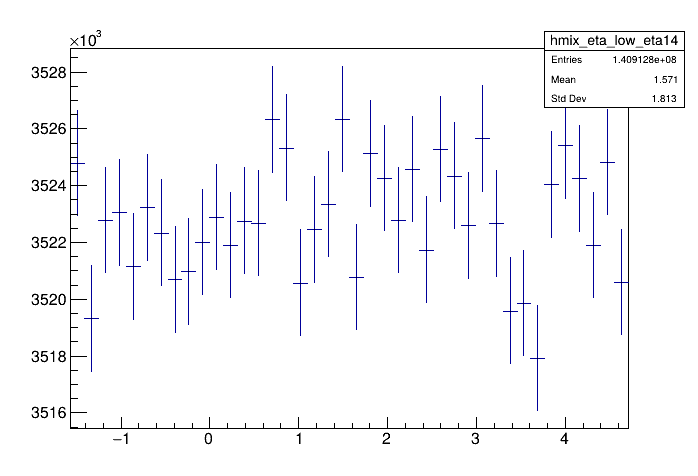 ×10³
hmix_eta_low_eta14
Entries 1.409128e+08
Mean 1.571
Std Dev 1.813
3528
3526
3524
3522
3520
3518
3516
−1 0 1 2 3 4